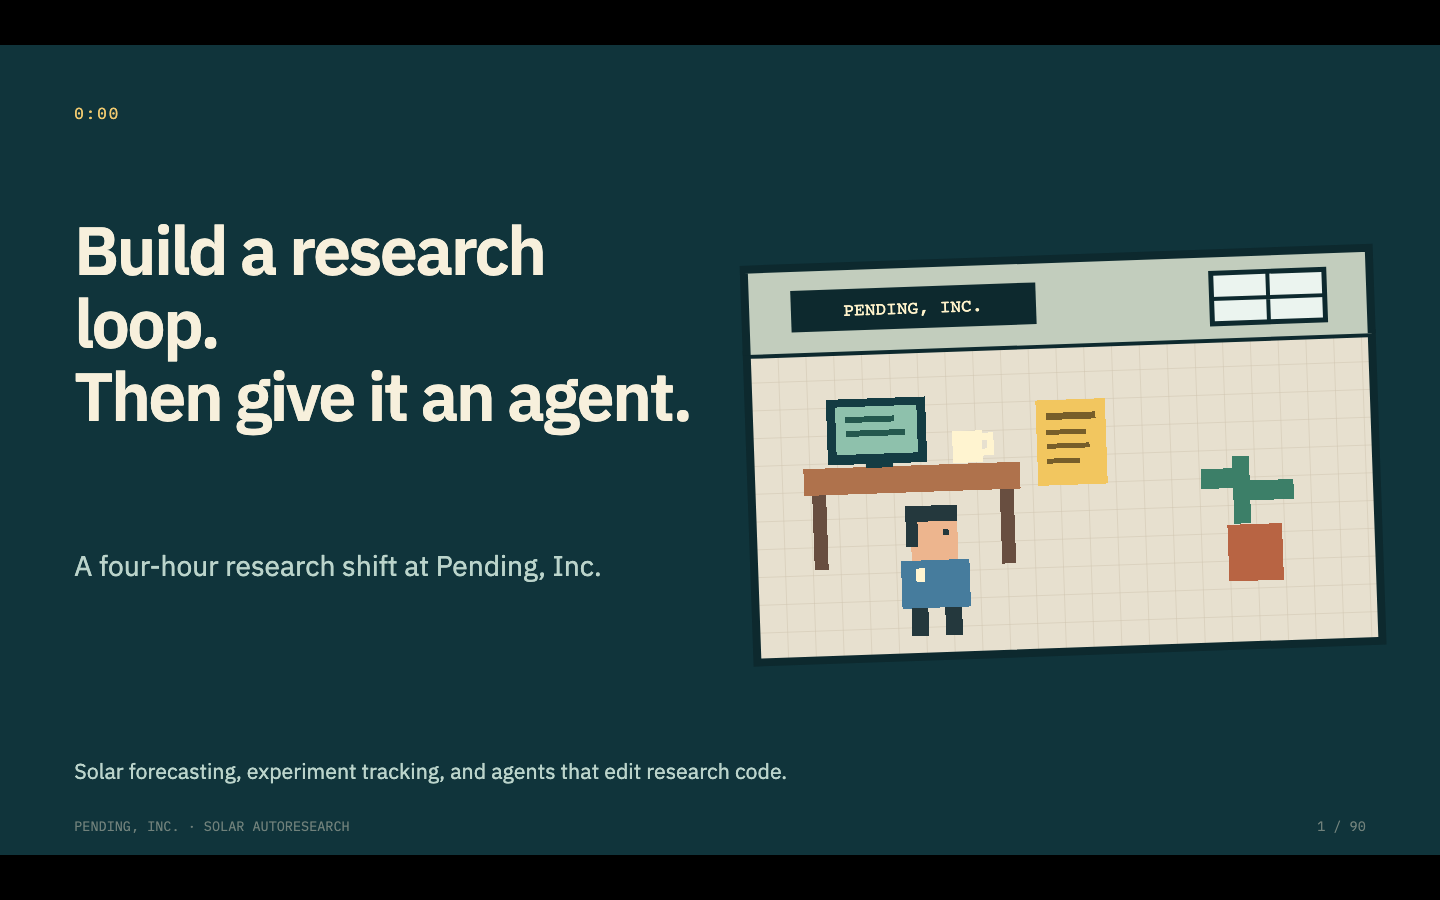 0:00
Build a research
loop.
Then give it an agent.
PENDING, INC.
A four-hour research shift at Pending, Inc.
Solar forecasting, experiment tracking, and agents that edit research code.
PENDING, INC. · SOLAR AUTORESEARCH
1 / 90